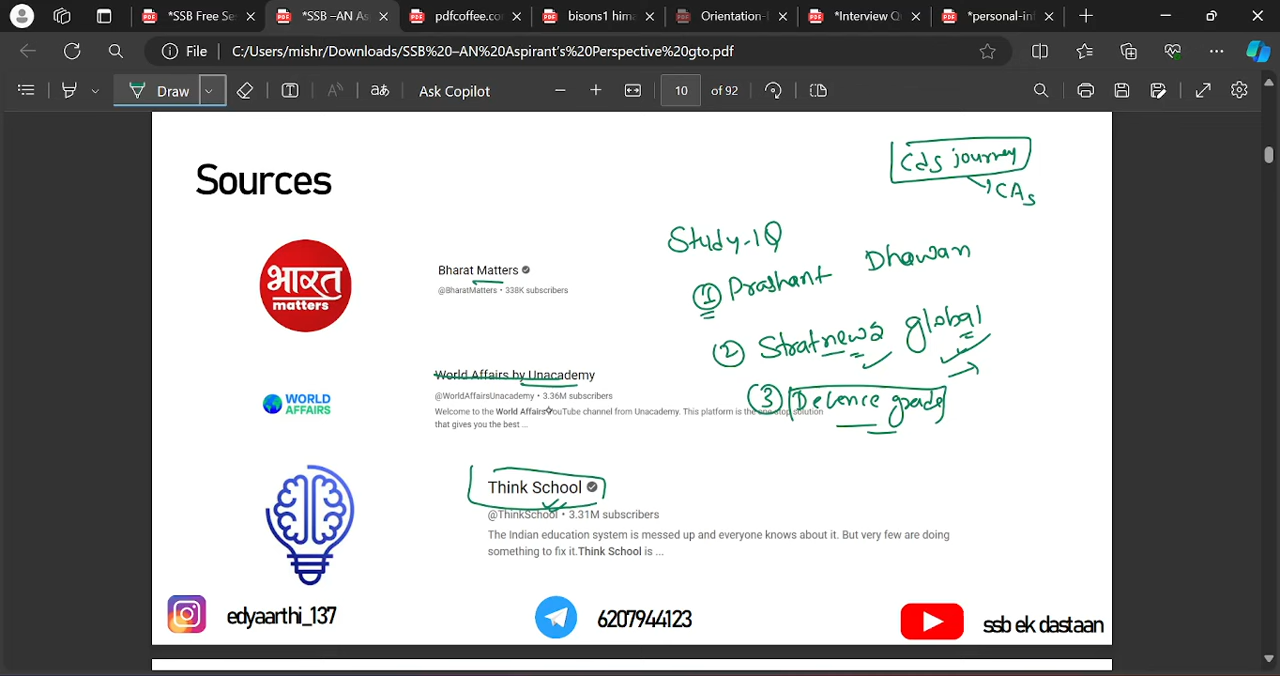 *SSB Free Se
*SSB –AN As
pdfcoffee.co
bisons1 hima
Orientation-
*Interview Q
*personal-in
File C:/Users/mishr/Downloads/SSB%20–AN%20Aspirant's%20Perspective%20gto.pdf
Draw
Ask Copilot
10 of 92
Sources
Cds journey
CAs
Study-IQ
① Prashant Dhawan
② Stratnews global
③ Defence grade
भारत
matters
Bharat Matters
@BharatMatters • 338K subscribers
WORLD
AFFAIRS
World Affairs by Unacademy
@WorldAffairsUnacademy • 3.36M subscribers
Welcome to the World Affairs YouTube channel from Unacademy. This platform is the one stop solution
that gives you the best ...
Think School
@ThinkSchool • 3.31M subscribers
The Indian education system is messed up and everyone knows about it. But very few are doing
something to fix it.Think School is ...
edyaarthi_137
6207944123
ssb ek dastaan